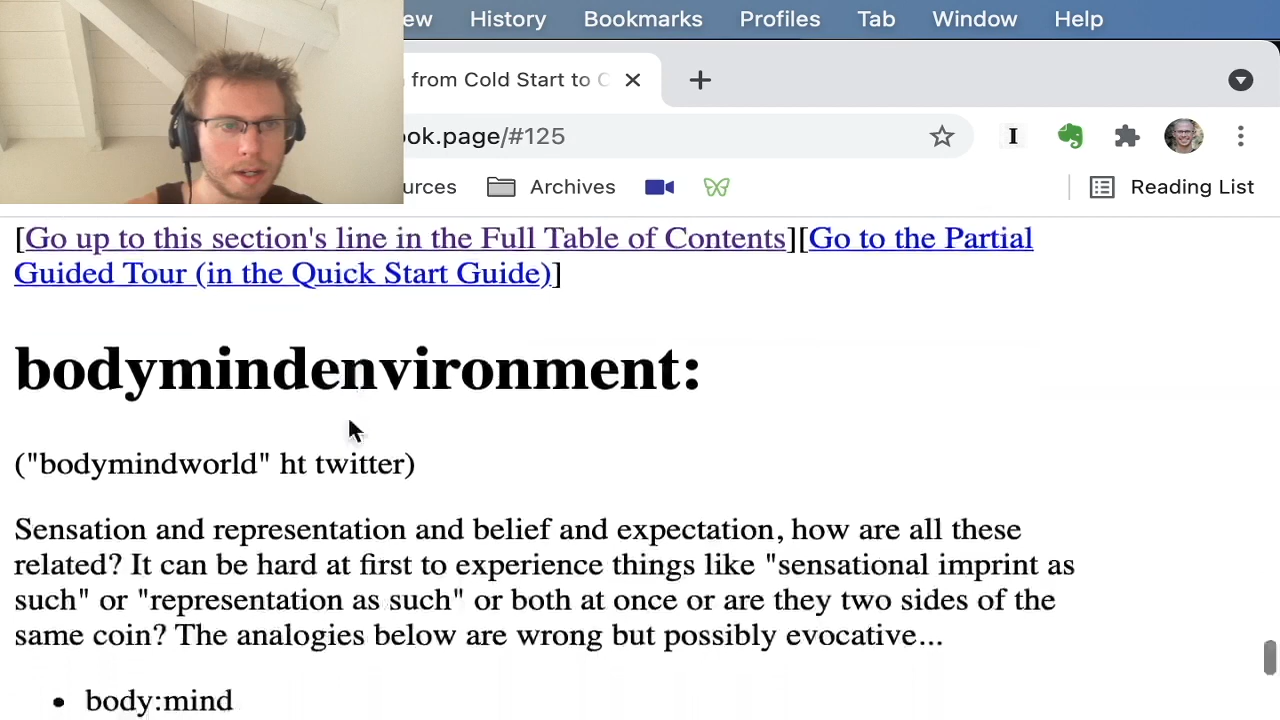 History Bookmarks Profiles Tab Window Help
from Cold Start to
ook.page/#125
Archives Reading List
[Go up to this section's line in the Full Table of Contents][Go to the Partial
Guided Tour (in the Quick Start Guide)]
bodymindenvironment:
("bodymindworld" ht twitter)
Sensation and representation and belief and expectation, how are all these
related? It can be hard at first to experience things like "sensational imprint as
such" or "representation as such" or both at once or are they two sides of the
same coin? The analogies below are wrong but possibly evocative...
• body:mind